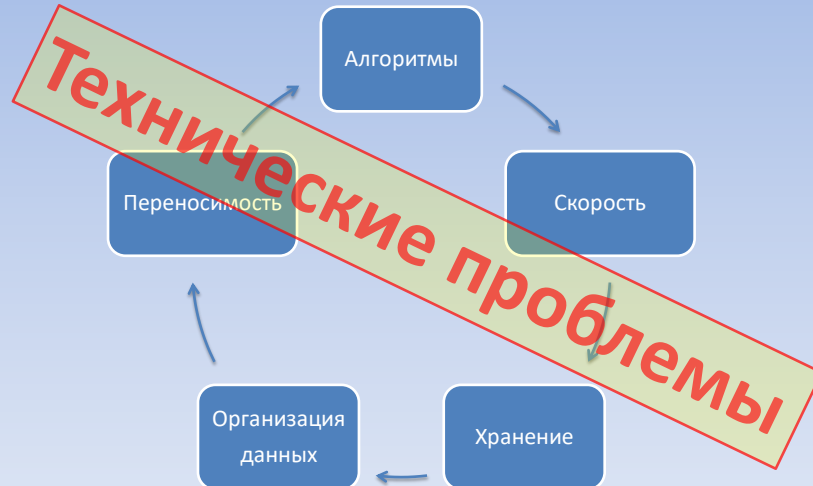 Алгоритмы
Технические проблемы
Переносимость
Скорость
Организация
данных
Хранение